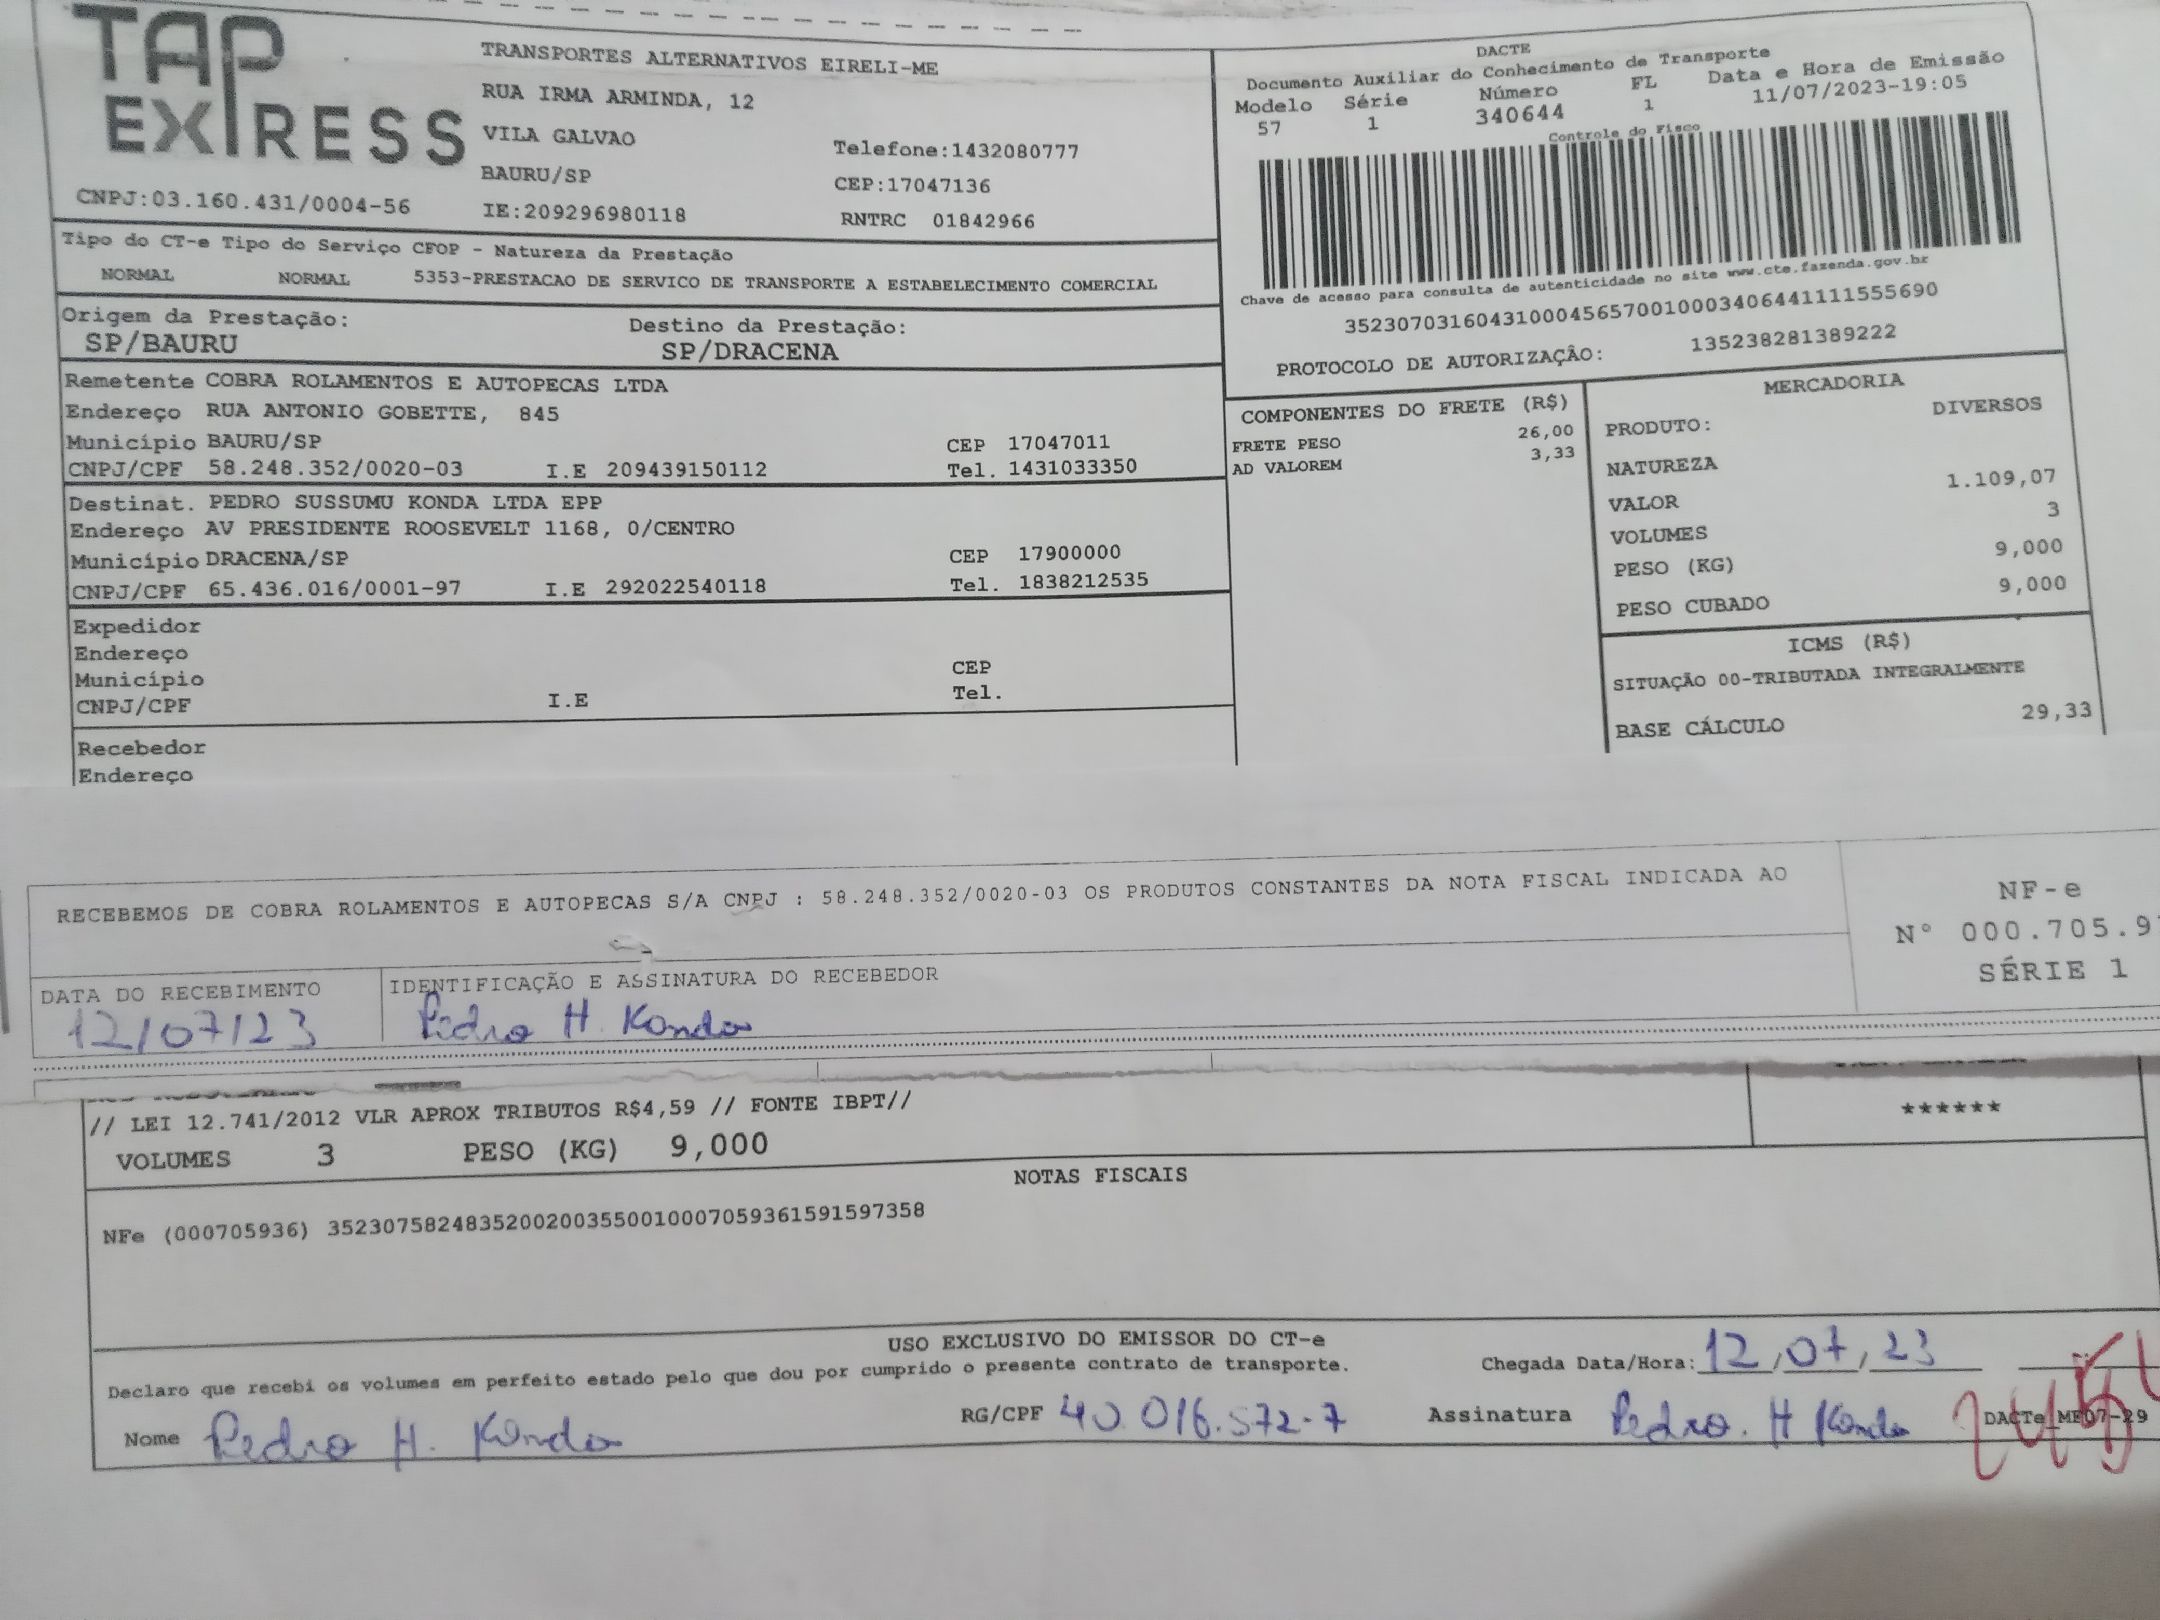 TAP EXPRESS
CNPJ:03.160.431/0004-56
TRANSPORTES ALTERNATIVOS EIRELI-ME
RUA IRMA ARMINDA, 12
VILA GALVAO
Telefone:1432080777
BAURU/SP
CEP:17047136
IE:209296980118
RNTRC 01842966
DACTE
Documento Auxiliar do Conhecimento de Transporte
Modelo Série Número FL Data e Hora de Emissão
57 1 340644 1 11/07/2023-19:05
Controle do Fisco
Chave de acesso para consulta de autenticidade no site www.cte.fazenda.gov.br
35230703160431000456570010003406441111555690
PROTOCOLO DE AUTORIZAÇÃO: 135238281389222
Tipo do CT-e Tipo do Serviço CFOP - Natureza da Prestação
NORMAL NORMAL 5353-PRESTACAO DE SERVICO DE TRANSPORTE A ESTABELECIMENTO COMERCIAL
Origem da Prestação: Destino da Prestação:
SP/BAURU SP/DRACENA
Remetente COBRA ROLAMENTOS E AUTOPECAS LTDA
Endereço RUA ANTONIO GOBETTE, 845
Município BAURU/SP CEP 17047011
CNPJ/CPF 58.248.352/0020-03 I.E 209439150112 Tel. 1431033350
Destinat. PEDRO SUSSUMU KONDA LTDA EPP
Endereço AV PRESIDENTE ROOSEVELT 1168, 0/CENTRO
Município DRACENA/SP CEP 17900000
CNPJ/CPF 65.436.016/0001-97 I.E 292022540118 Tel. 1838212535
Expedidor
Endereço
Município CEP
CNPJ/CPF I.E Tel.
Recebedor
Endereço
COMPONENTES DO FRETE (R$)
FRETE PESO 26,00
AD VALOREM 3,33
MERCADORIA
PRODUTO: DIVERSOS
NATUREZA
VALOR 1.109,07
VOLUMES 3
PESO (KG) 9,000
PESO CUBADO 9,000
ICMS (R$)
SITUAÇÃO 00-TRIBUTADA INTEGRALMENTE
BASE CÁLCULO 29,33
RECEBEMOS DE COBRA ROLAMENTOS E AUTOPECAS S/A CNPJ : 58.248.352/0020-03 OS PRODUTOS CONSTANTES DA NOTA FISCAL INDICADA AO
NF-e
N° 000.705.9
SÉRIE 1
DATA DO RECEBIMENTO IDENTIFICAÇÃO E ASSINATURA DO RECEBEDOR
12/07/23 Pedro H. Konda
// LEI 12.741/2012 VLR APROX TRIBUTOS R$4,59 // FONTE IBPT//
******
VOLUMES 3 PESO (KG) 9,000
NOTAS FISCAIS
NFe (000705936) 35230758248352002003550010007059361591597358
USO EXCLUSIVO DO EMISSOR DO CT-e
Declaro que recebi os volumes em perfeito estado pelo que dou por cumprido o presente contrato de transporte.
Chegada Data/Hora: 12/07/23
Nome Pedro H. Konda RG/CPF 40.016.572-7 Assinatura Pedro. H Konda
DACTe ME07-29